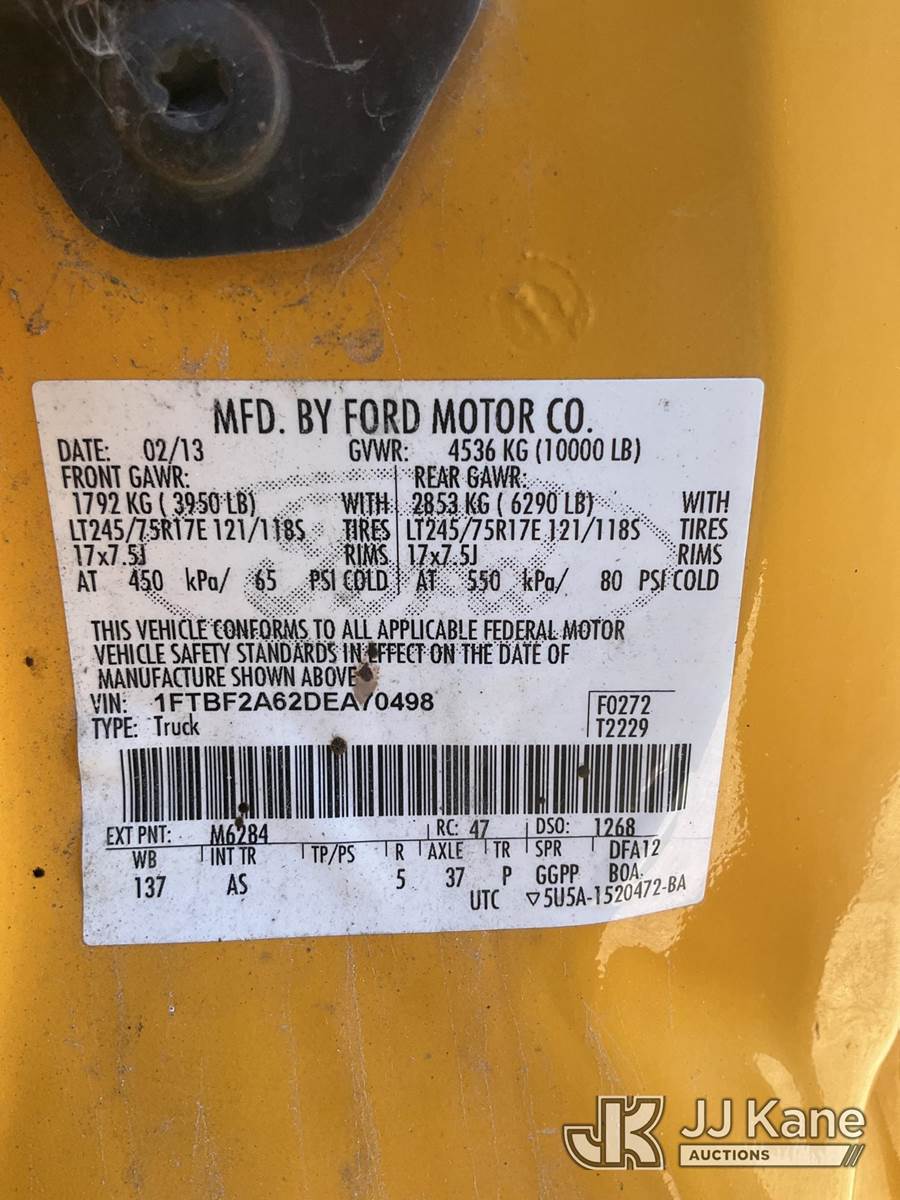 MFD. BY FORD MOTOR CO.
DATE: 02/13 GVWR: 4536 KG (10000 LB)
FRONT GAWR: REAR GAWR:
1792 KG ( 3950 LB) WITH 2853 KG ( 6290 LB) WITH
LT245/75R17E 121/118S TIRES LT245/75R17E 121/118S TIRES
17x7.5J RIMS 17x7.5J RIMS
AT 450 kPa/ 65 PSI COLD AT 550 kPa/ 80 PSI COLD
THIS VEHICLE CONFORMS TO ALL APPLICABLE FEDERAL MOTOR
VEHICLE SAFETY STANDARDS IN EFFECT ON THE DATE OF
MANUFACTURE SHOWN ABOVE
VIN: 1FTBF2A62DEA70498 F0272
TYPE: Truck T2229
EXT PNT: M6284 RC: 47 DSO: 1268
WB INT TR TP/PS R AXLE TR SPR DFA12
137 AS 5 37 P GGPP BOA.
UTC ▽5U5A-1520472-BA
JK JJ Kane
AUCTIONS